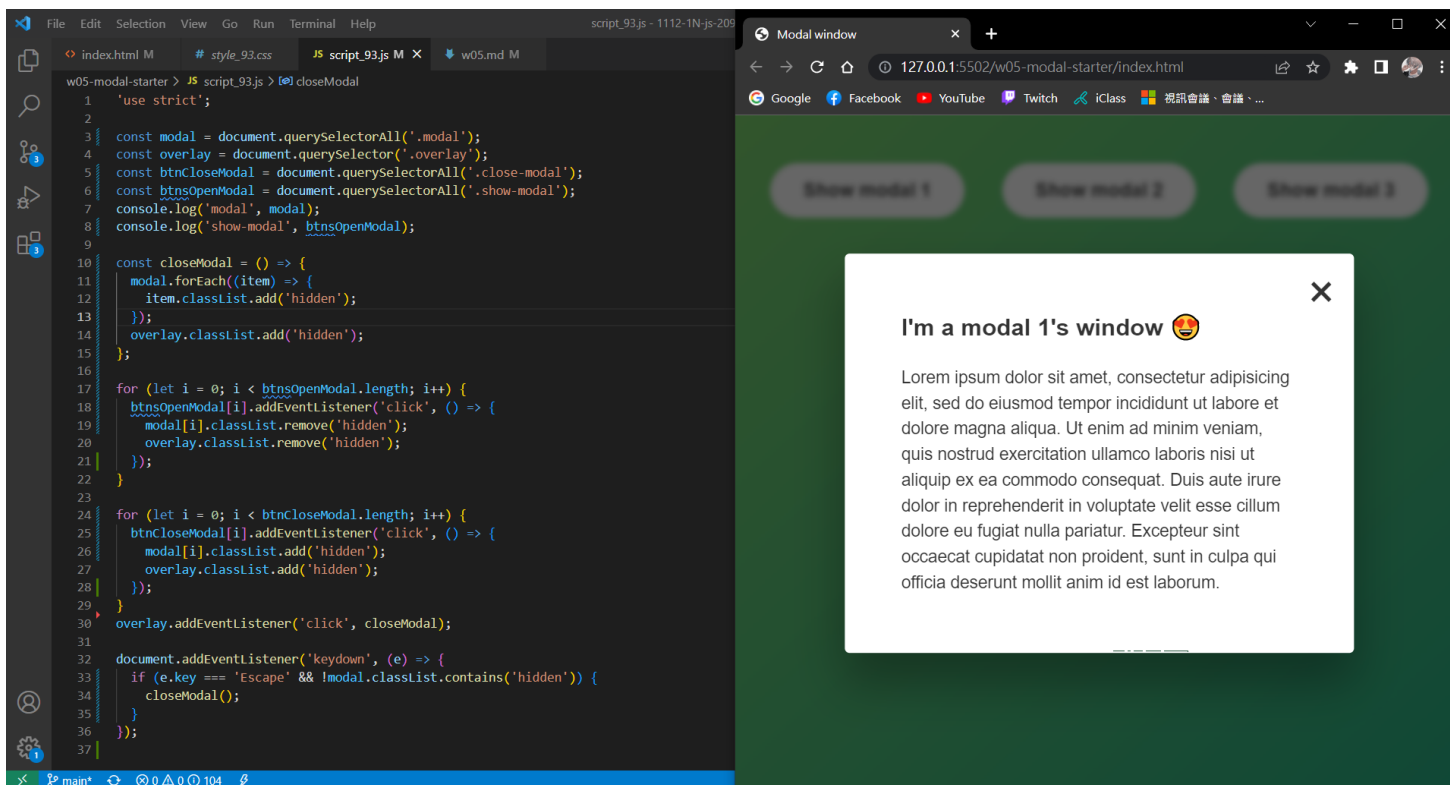 File Edit Selection View Go Run Terminal Help script_93.js - 1112-1N-js-209
index.html M # style_93.css JS script_93.js M × w05.md M
w05-modal-starter > JS script_93.js > closeModal
1 'use strict';
2
3 const modal = document.querySelectorAll('.modal');
4 const overlay = document.querySelector('.overlay');
5 const btnCloseModal = document.querySelectorAll('.close-modal');
6 const btnsOpenModal = document.querySelectorAll('.show-modal');
7 console.log('modal', modal);
8 console.log('show-modal', btnsOpenModal);
9
10 const closeModal = () => {
11 modal.forEach((item) => {
12 item.classList.add('hidden');
13 });
14 overlay.classList.add('hidden');
15 };
16
17 for (let i = 0; i < btnsOpenModal.length; i++) {
18 btnsOpenModal[i].addEventListener('click', () => {
19 modal[i].classList.remove('hidden');
20 overlay.classList.remove('hidden');
21 });
22 }
23
24 for (let i = 0; i < btnCloseModal.length; i++) {
25 btnCloseModal[i].addEventListener('click', () => {
26 modal[i].classList.add('hidden');
27 overlay.classList.add('hidden');
28 });
29 }
30 overlay.addEventListener('click', closeModal);
31
32 document.addEventListener('keydown', (e) => {
33 if (e.key === 'Escape' && !modal.classList.contains('hidden')) {
34 closeModal();
35 }
36 });
37
3
3
1
main* 0 0 104
Modal window
127.0.0.1:5502/w05-modal-starter/index.html
Google Facebook YouTube Twitch iClass 視訊會議、會議、...
Show modal 1 Show modal 2 Show modal 3
I'm a modal 1's window 😍
Lorem ipsum dolor sit amet, consectetur adipisicing
elit, sed do eiusmod tempor incididunt ut labore et
dolore magna aliqua. Ut enim ad minim veniam,
quis nostrud exercitation ullamco laboris nisi ut
aliquip ex ea commodo consequat. Duis aute irure
dolor in reprehenderit in voluptate velit esse cillum
dolore eu fugiat nulla pariatur. Excepteur sint
occaecat cupidatat non proident, sunt in culpa qui
officia deserunt mollit anim id est laborum.